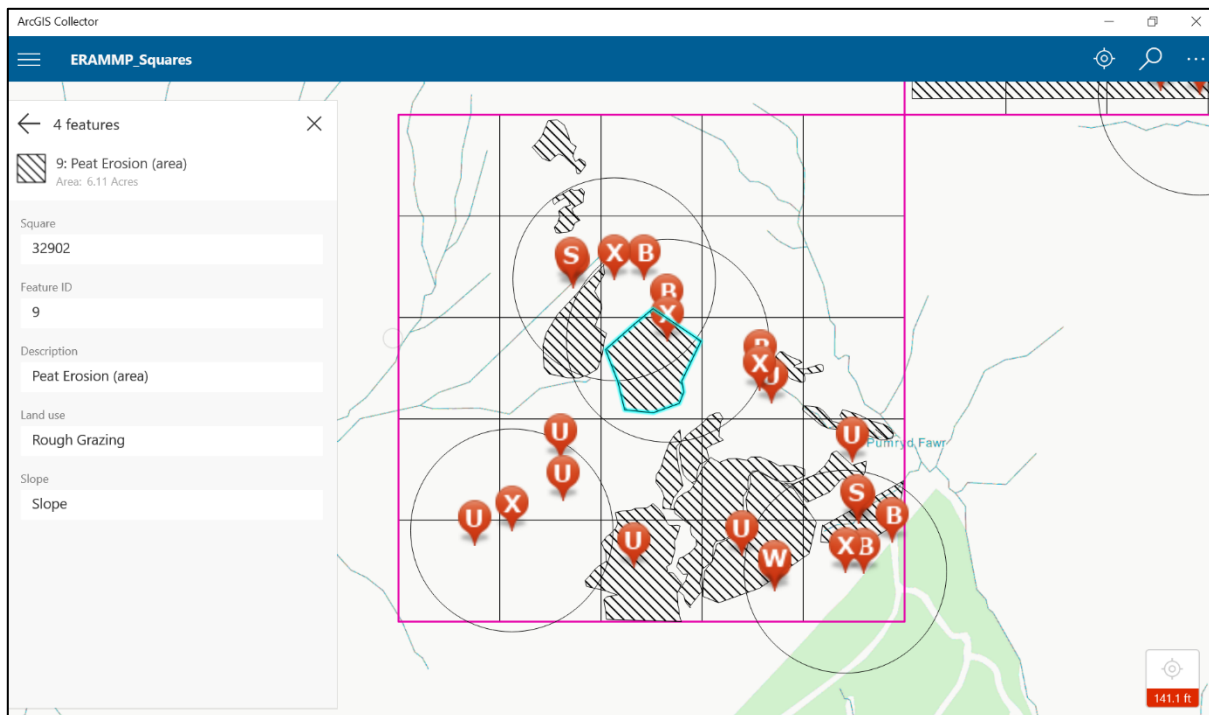 ArcGIS Collector
ERAMMP_Squares
4 features
9: Peat Erosion (area)
Area: 6.11 Acres
Square
32902
Feature ID
9
Description
Peat Erosion (area)
Land use
Rough Grazing
Slope
Slope
S X B
B
X
X
J
U
U
Pumryd Fawr
U
S
X
U
B
U
U
X B
W
141.1 ft